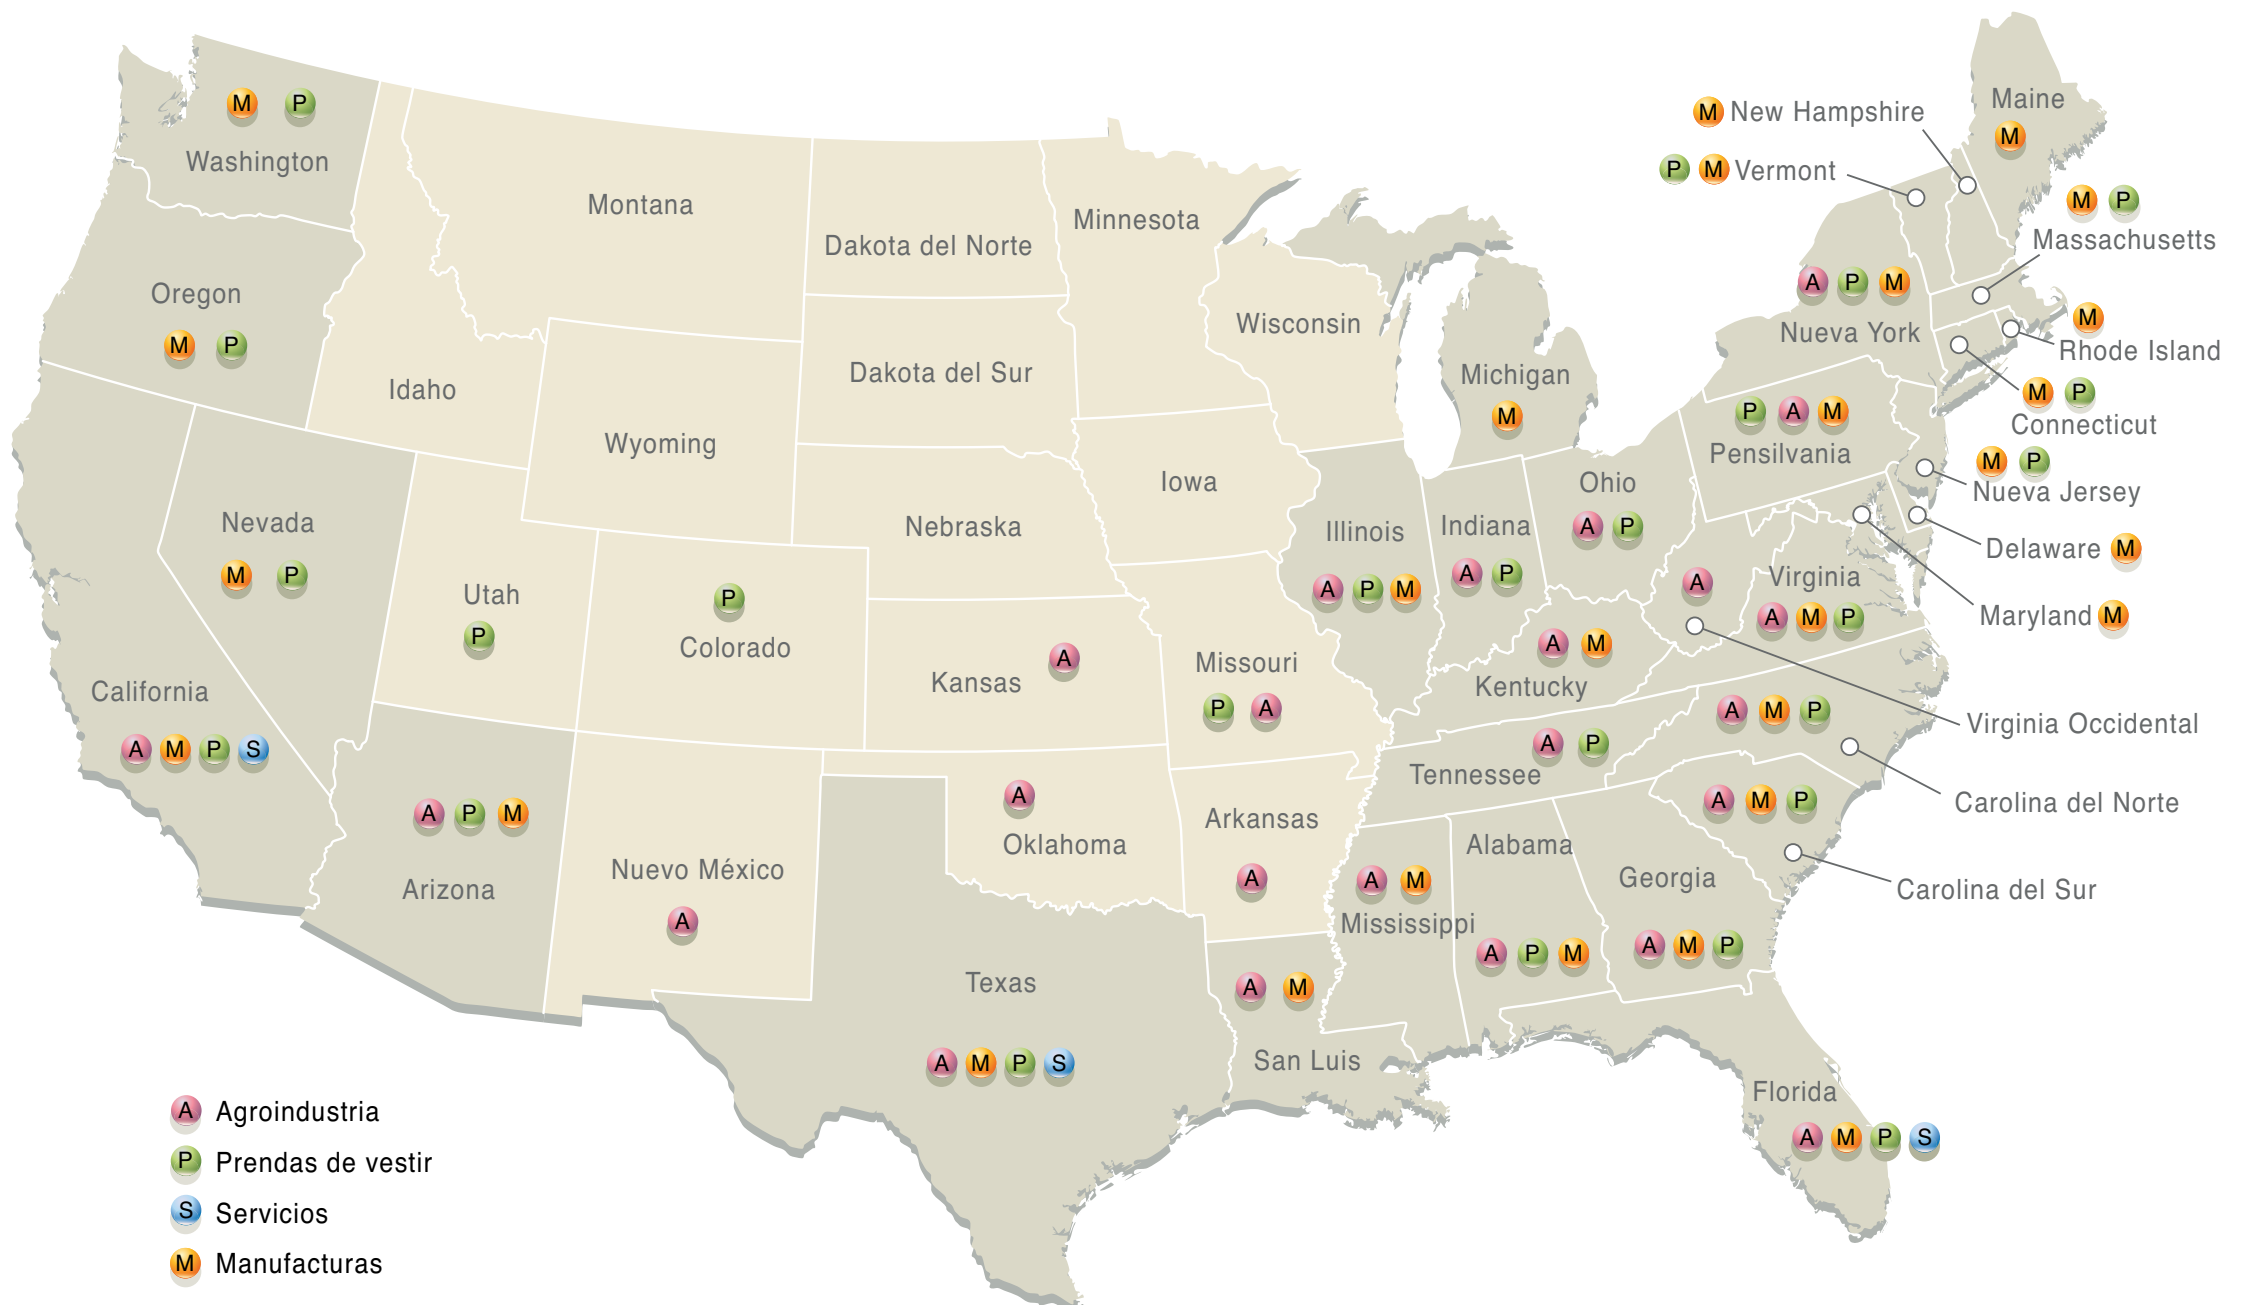 M P
Washington
Oregon
M P
Montana
Idaho
Wyoming
Dakota del Norte
Dakota del Sur
Minnesota
Wisconsin
Michigan
M
M New Hampshire
P M Vermont
Maine
M
M P
Massachusetts
A P M
Nueva York
M
Rhode Island
M P
Connecticut
P A M
Pensilvania
M P
Nueva Jersey
Delaware M
Maryland M
Nevada
M P
Utah
P
P
Colorado
Nebraska
Iowa
Kansas
A
Missouri
P A
Illinois
A P M
Indiana
A P
Ohio
A P
A
Virginia
A M P
A M
Kentucky
Virginia Occidental
California
A M P S
A P M
Arizona
Nuevo México
A
A
Oklahoma
Arkansas
A
A P
Tennessee
A M P
Carolina del Norte
A M P
Carolina del Sur
A M
Mississippi
Alabama
A P M
Georgia
A M P
Texas
A M P S
A M
San Luis
Florida
A M P S
A Agroindustria
P Prendas de vestir
S Servicios
M Manufacturas